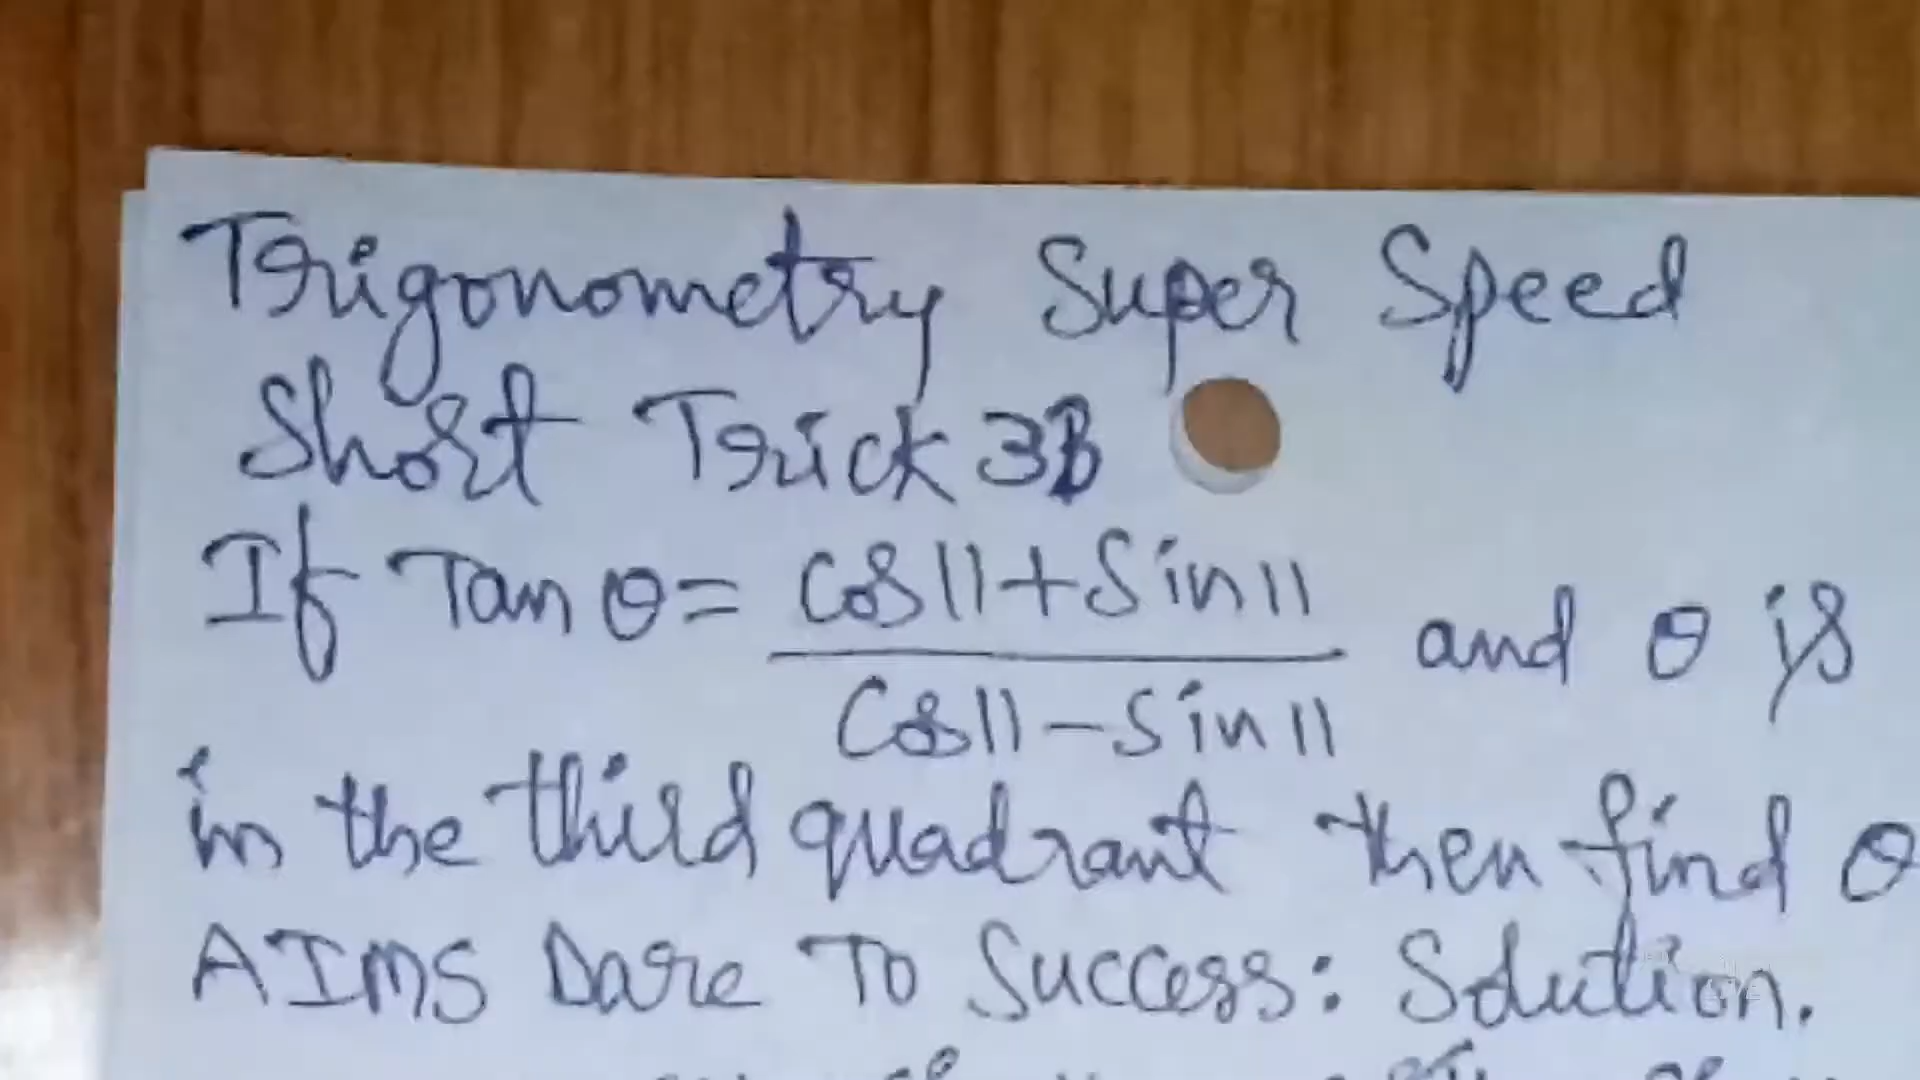 Trigonometry Super Speed
Short Trick 3B
If Tan θ = Cos11+Sin11 / Cos11-Sin11 and θ is
in the third quadrant then find θ
AIMS Dare To Success: Solution.